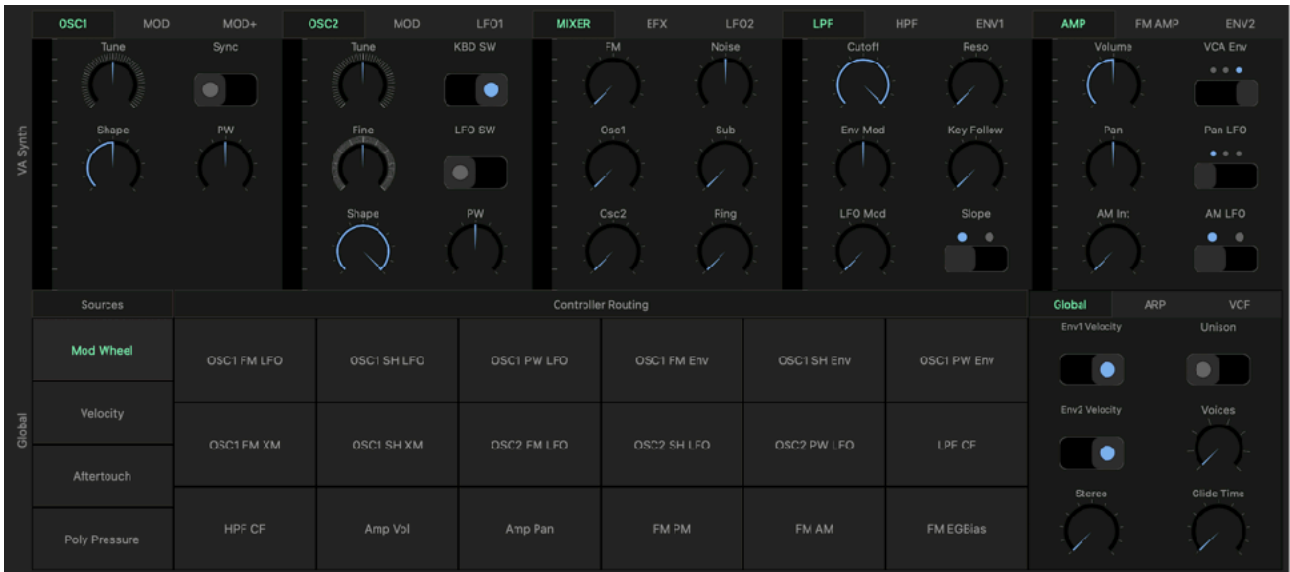 OSC1 MOD MOD+ OSC2 MOD LFO1 MIXER EFX LFO2 LPF HPF ENV1 AMP FM AMP ENV2
Tune Sync Tune KBD SW FM Noise Cutoff Reso Volume VCA Env
Shape PW Fine LFO SW Osc1 Sub Env Mod Key Follow Pan Pan LFO
VA Synth
Shape PW Osc2 Ring LFO Mod Slope AM Int AM LFO
Sources Controller Routing Global ARP VCF
Env1 Velocity Unison
Mod Wheel OSC1 FM LFO OSC1 SH LFO OSC1 PW LFO OSC1 FM Env OSC1 SH Env OSC1 PW Env
Velocity Env2 Velocity Voices
Global
OSC1 FM XM OSC1 SH XM OSC2 FM LFO OSC2 SH LFO OSC2 PW LFO LPF CF
Aftertouch
Stereo Glide Time
HPF CF Amp Vol Amp Pan FM PM FM AM FM EGBias
Poly Pressure